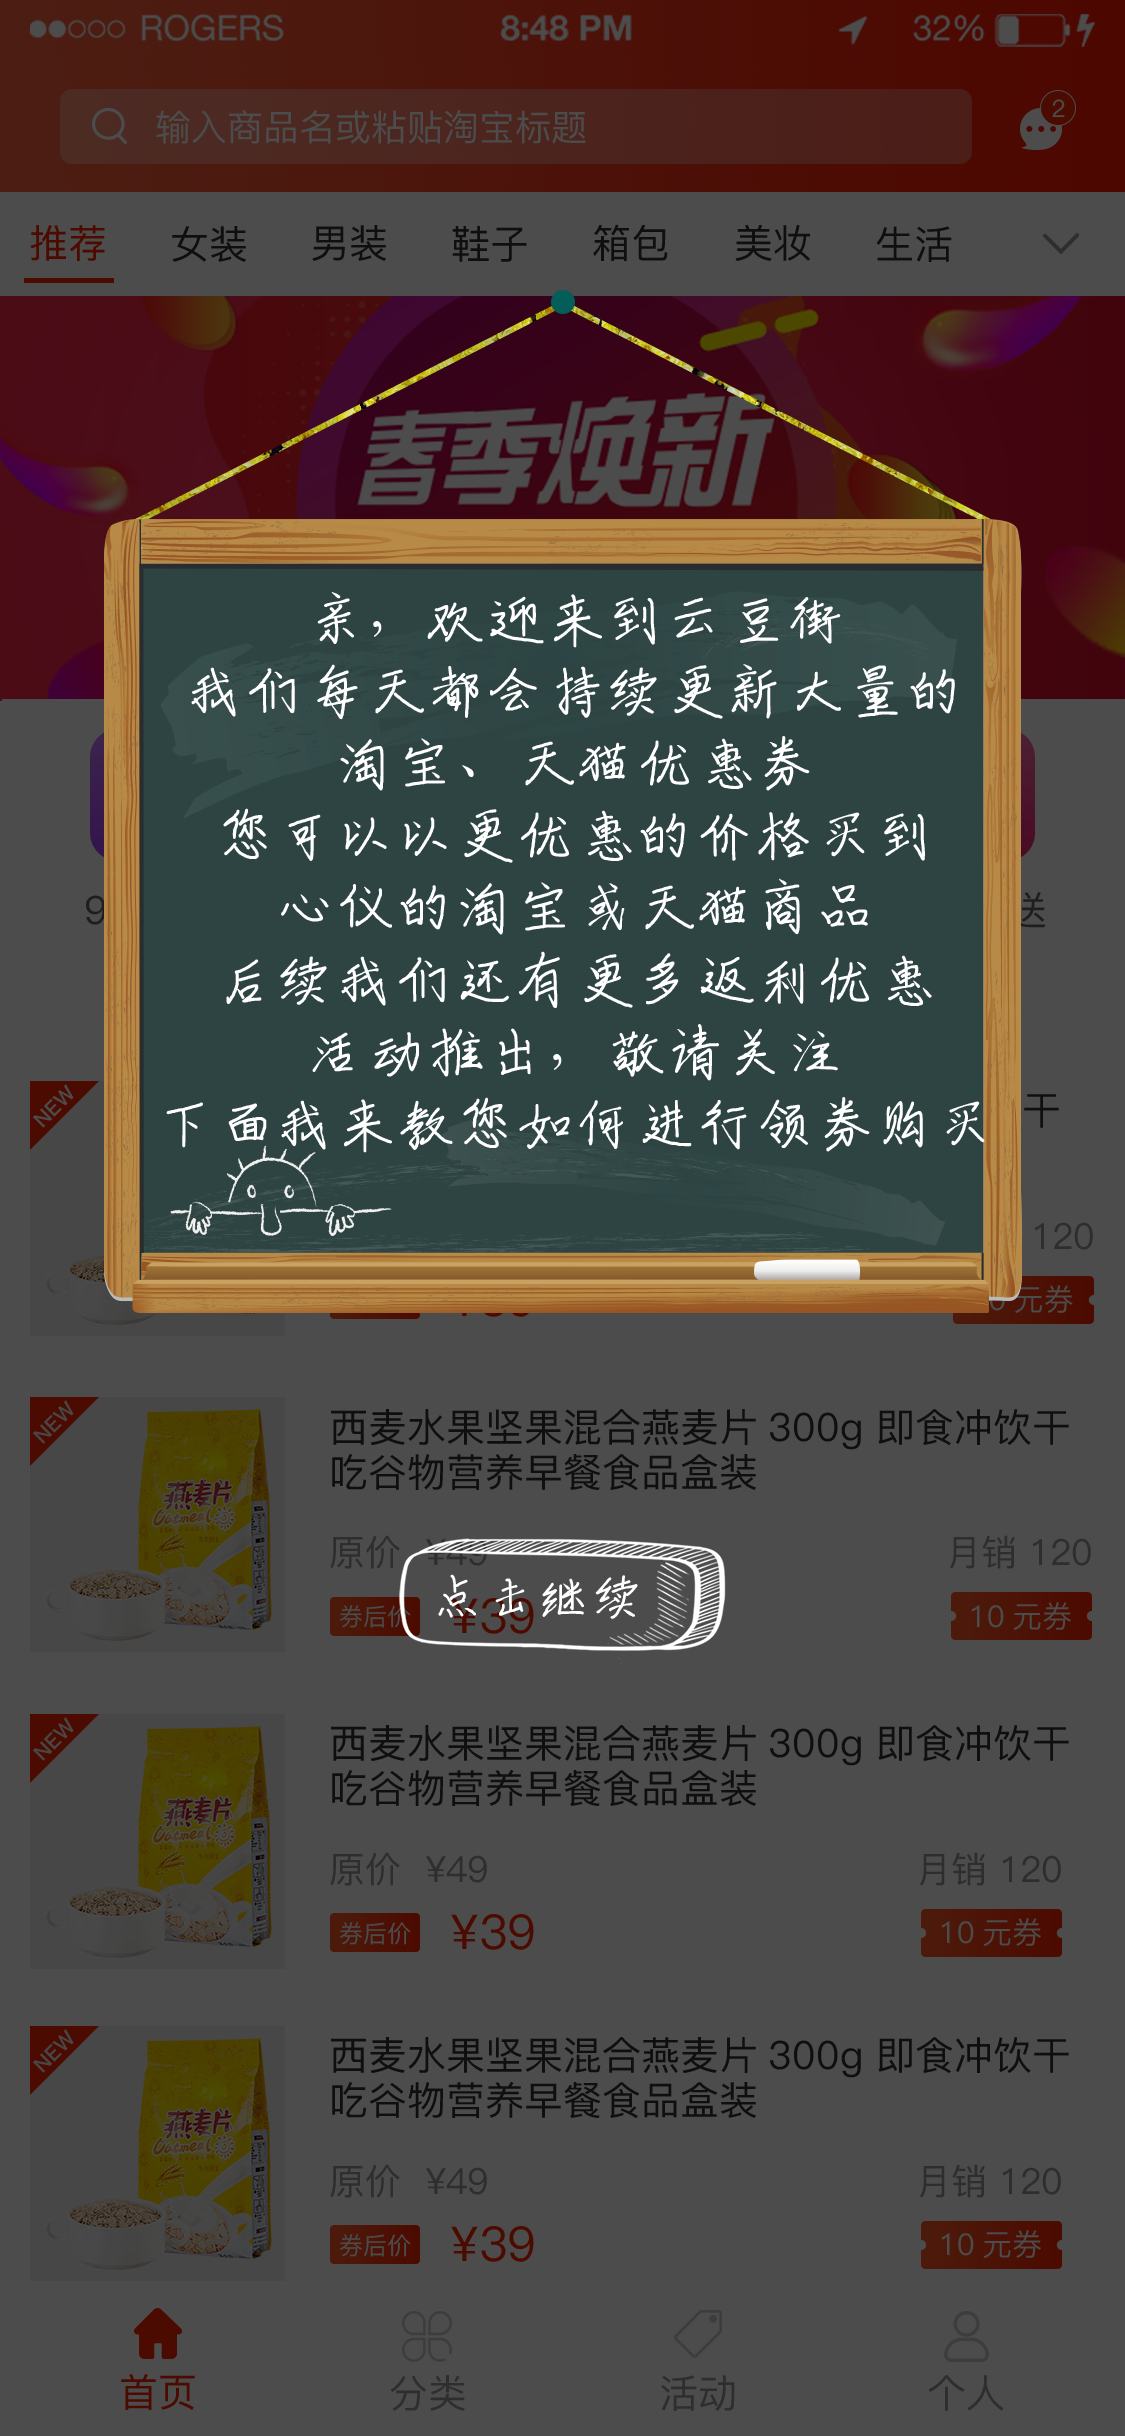 ROGERS 8:48 PM 32%
输入商品名或粘贴淘宝标题 2
推荐 女装 男装 鞋子 箱包 美妆 生活
春季焕新
亲，欢迎来到云豆街
我们每天都会持续更新大量的
淘宝、天猫优惠券
您可以以更优惠的价格买到
心仪的淘宝或天猫商品
9 送
后续我们还有更多返利优惠
活动推出，敬请关注
下面我来教您如何进行领券购买
NEW 干
120
元券
NEW
西麦水果坚果混合燕麦片 300g 即食冲饮干
吃谷物营养早餐食品盒装
燕麦片
Oatmeal
原价 ¥49 月销 120
点击继续
券后价 ¥39 10 元券
NEW
西麦水果坚果混合燕麦片 300g 即食冲饮干
吃谷物营养早餐食品盒装
燕麦片
Oatmeal
原价 ¥49 月销 120
券后价 ¥39 10 元券
NEW
西麦水果坚果混合燕麦片 300g 即食冲饮干
吃谷物营养早餐食品盒装
燕麦片
Oatmeal
原价 ¥49 月销 120
券后价 ¥39 10 元券
首页 分类 活动 个人